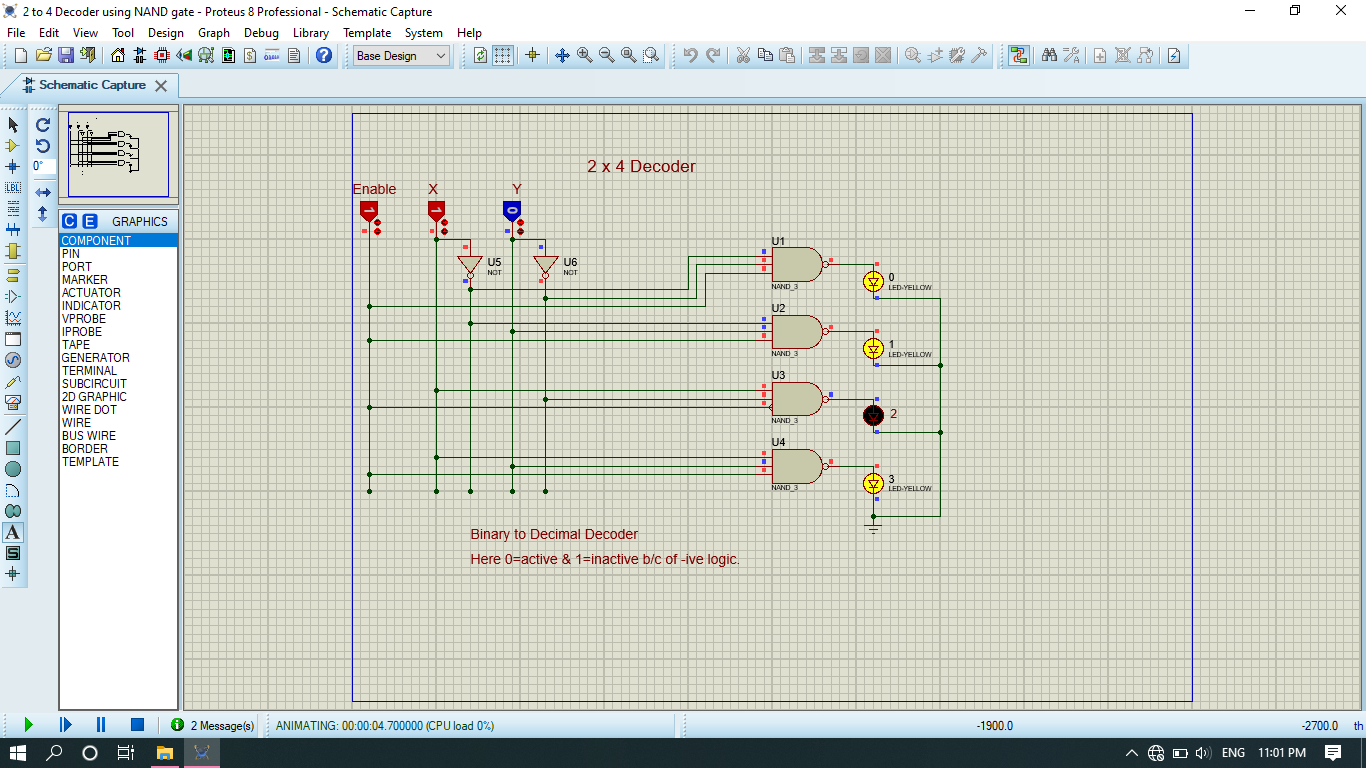 2 to 4 Decoder using NAND gate - Proteus 8 Professional - Schematic Capture
File Edit View Tool Design Graph Debug Library Template System Help
Base Design
Schematic Capture
0°
LBL
C E GRAPHICS
COMPONENT
PIN
PORT
MARKER
ACTUATOR
INDICATOR
VPROBE
IPROBE
TAPE
GENERATOR
TERMINAL
SUBCIRCUIT
2D GRAPHIC
WIRE DOT
WIRE
BUS WIRE
BORDER
TEMPLATE
A
S
2 x 4 Decoder
Enable X Y
1 1 0
U5
NOT
U6
NOT
U1
NAND_3
0
LED-YELLOW
U2
NAND_3
1
LED-YELLOW
U3
NAND_3
2
U4
NAND_3
3
LED-YELLOW
Binary to Decimal Decoder
Here 0=active & 1=inactive b/c of -ive logic.
2 Message(s) ANIMATING: 00:00:04.700000 (CPU load 0%) -1900.0 -2700.0 th
ENG 11:01 PM